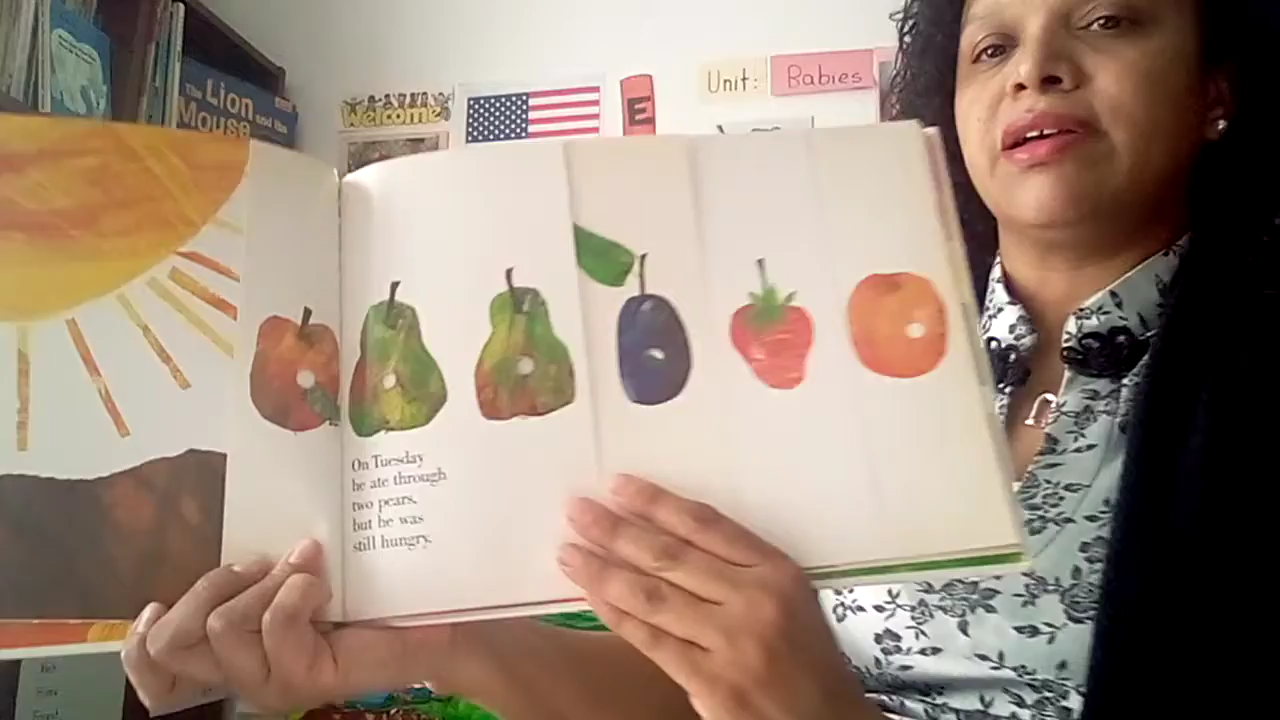 The Lion and the
Mouse
Welcome
E
Unit: Babies
On Tuesday
he ate through
two pears,
but he was
still hungry.